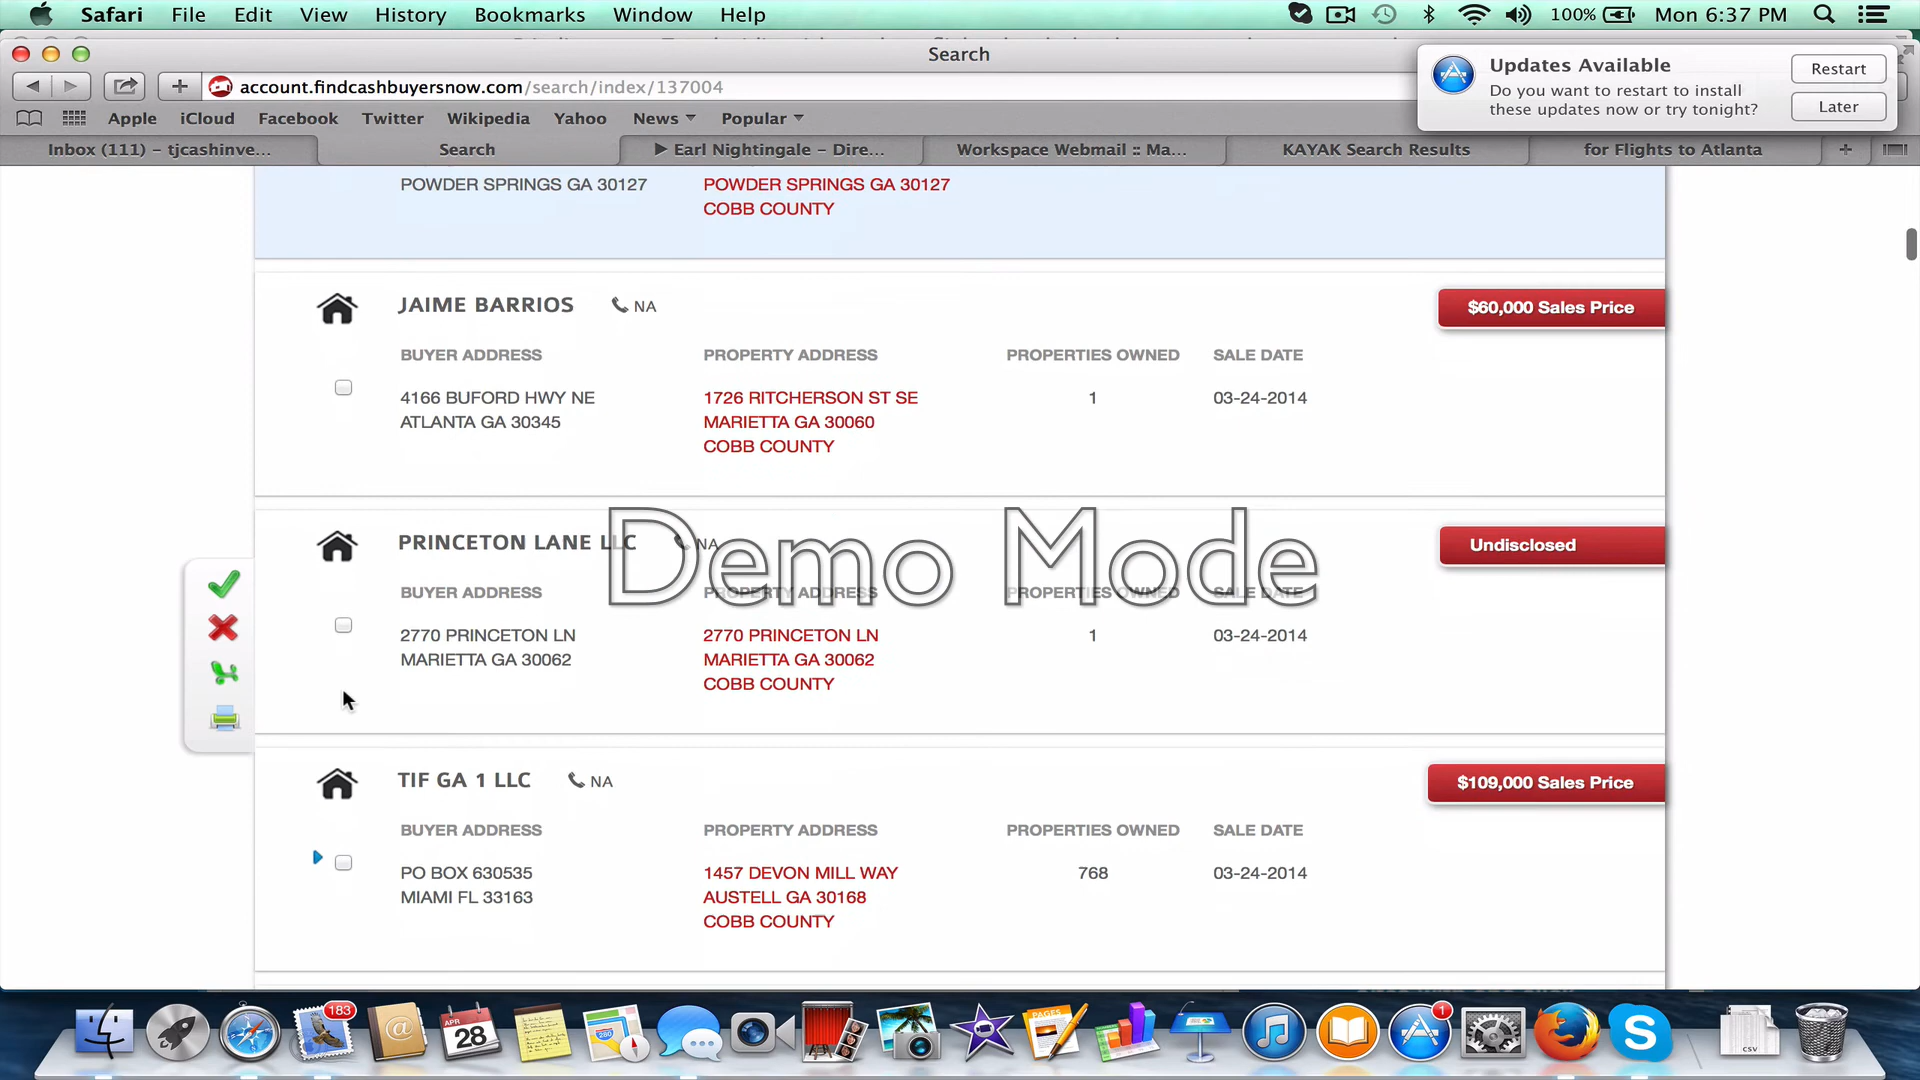 Safari File Edit View History Bookmarks Window Help 100% Mon 6:37 PM
Search
account.findcashbuyersnow.com/search/index/137004
Updates Available
Do you want to restart to install
these updates now or try tonight?
Restart
Later
Apple iCloud Facebook Twitter Wikipedia Yahoo News Popular
Inbox (111) – tjcashinve... Search Earl Nightingale – Dire... Workspace Webmail :: Ma... KAYAK Search Results for Flights to Atlanta
POWDER SPRINGS GA 30127 POWDER SPRINGS GA 30127
COBB COUNTY
JAIME BARRIOS NA $60,000 Sales Price
BUYER ADDRESS PROPERTY ADDRESS PROPERTIES OWNED SALE DATE
4166 BUFORD HWY NE 1726 RITCHERSON ST SE 1 03-24-2014
ATLANTA GA 30345 MARIETTA GA 30060
COBB COUNTY
PRINCETON LANE LLC NA Undisclosed
Demo Mode
BUYER ADDRESS PROPERTY ADDRESS PROPERTIES OWNED SALE DATE
2770 PRINCETON LN 2770 PRINCETON LN 1 03-24-2014
MARIETTA GA 30062 MARIETTA GA 30062
COBB COUNTY
TIF GA 1 LLC NA $109,000 Sales Price
BUYER ADDRESS PROPERTY ADDRESS PROPERTIES OWNED SALE DATE
PO BOX 630535 1457 DEVON MILL WAY 768 03-24-2014
MIAMI FL 33163 AUSTELL GA 30168
COBB COUNTY
183
APR
28
280
PAGES
1
CSV